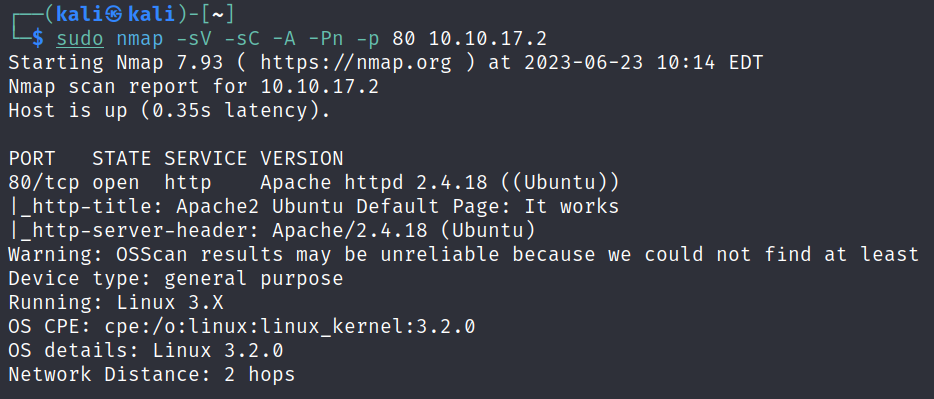 ┌──(kali㉿kali)-[~]
└─$ sudo nmap -sV -sC -A -Pn -p 80 10.10.17.2
Starting Nmap 7.93 ( https://nmap.org ) at 2023-06-23 10:14 EDT
Nmap scan report for 10.10.17.2
Host is up (0.35s latency).
PORT   STATE SERVICE VERSION
80/tcp open  http    Apache httpd 2.4.18 ((Ubuntu))
|_http-title: Apache2 Ubuntu Default Page: It works
|_http-server-header: Apache/2.4.18 (Ubuntu)
Warning: OSScan results may be unreliable because we could not find at least
Device type: general purpose
Running: Linux 3.X
OS CPE: cpe:/o:linux:linux_kernel:3.2.0
OS details: Linux 3.2.0
Network Distance: 2 hops